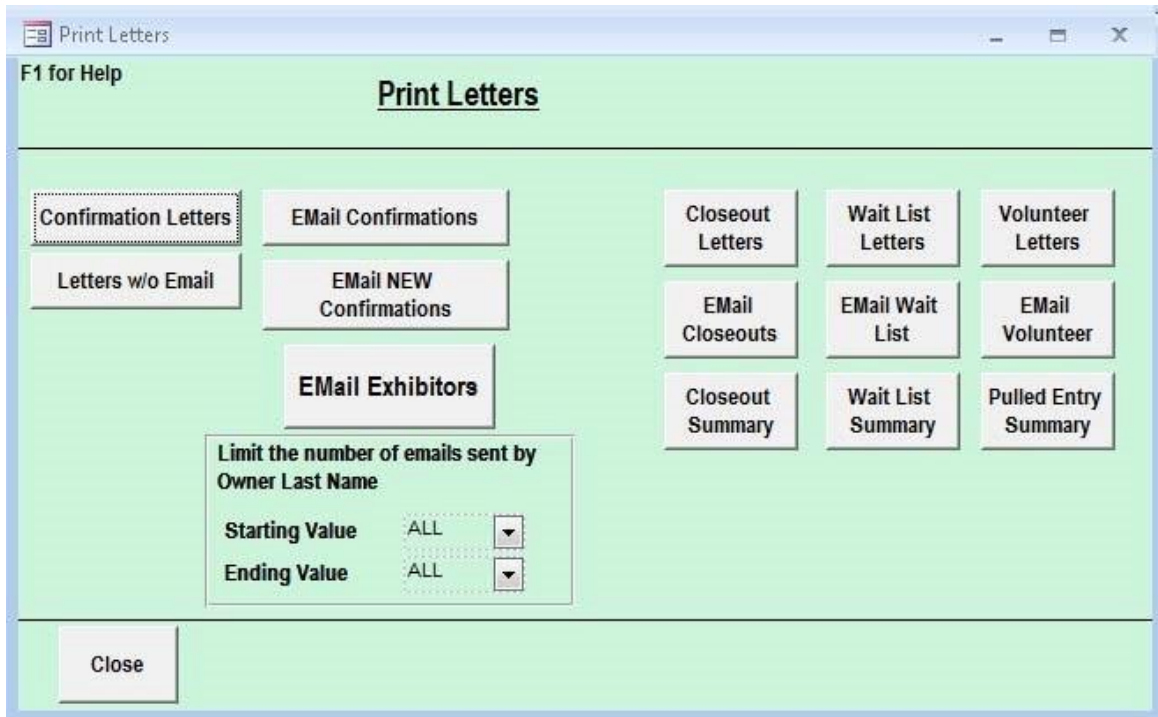 Print Letters
F1 for Help
Print Letters
Confirmation Letters
EMail Confirmations
Letters w/o Email
EMail NEW
Confirmations
EMail Exhibitors
Limit the number of emails sent by
Owner Last Name
Starting Value ALL
Ending Value ALL
Closeout
Letters
Wait List
Letters
Volunteer
Letters
EMail
Closeouts
EMail Wait
List
EMail
Volunteer
Closeout
Summary
Wait List
Summary
Pulled Entry
Summary
Close